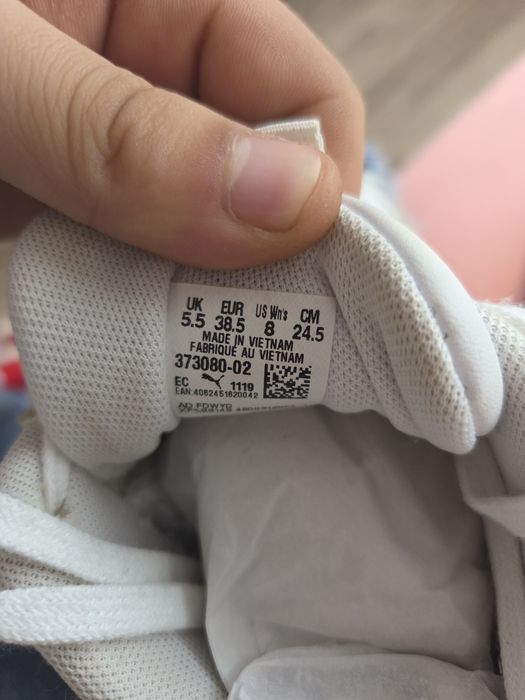 UK EUR US Wn's CM
5.5 38.5 8 24.5
MADE IN VIETNAM
FABRIQUÉ AU VIETNAM
373080-02
EC 1119
EAN:4062451620042